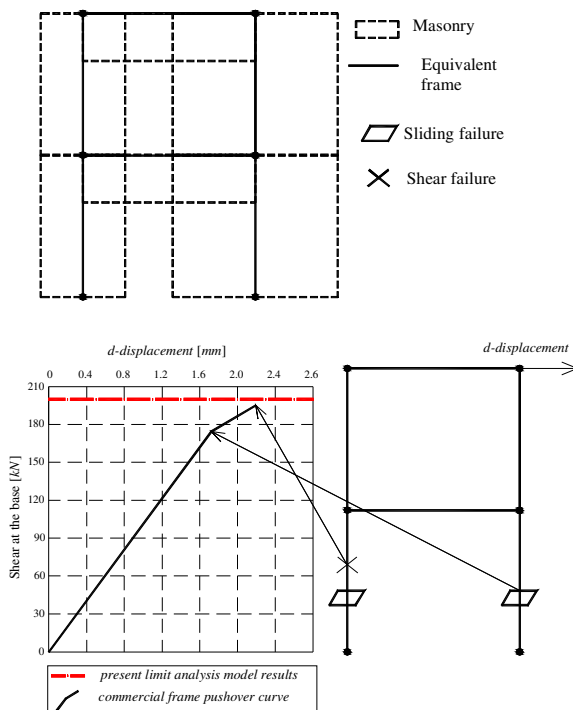 Masonry
Equivalent
frame
Sliding failure
Shear failure
d-displacement [mm]
d-displacement
0 0.4 0.8 1.2 1.6 2.0 2.4 2.6
210
180
150
120
90
60
30
0
Shear at the base [kN]
present limit analysis model results
commercial frame pushover curve